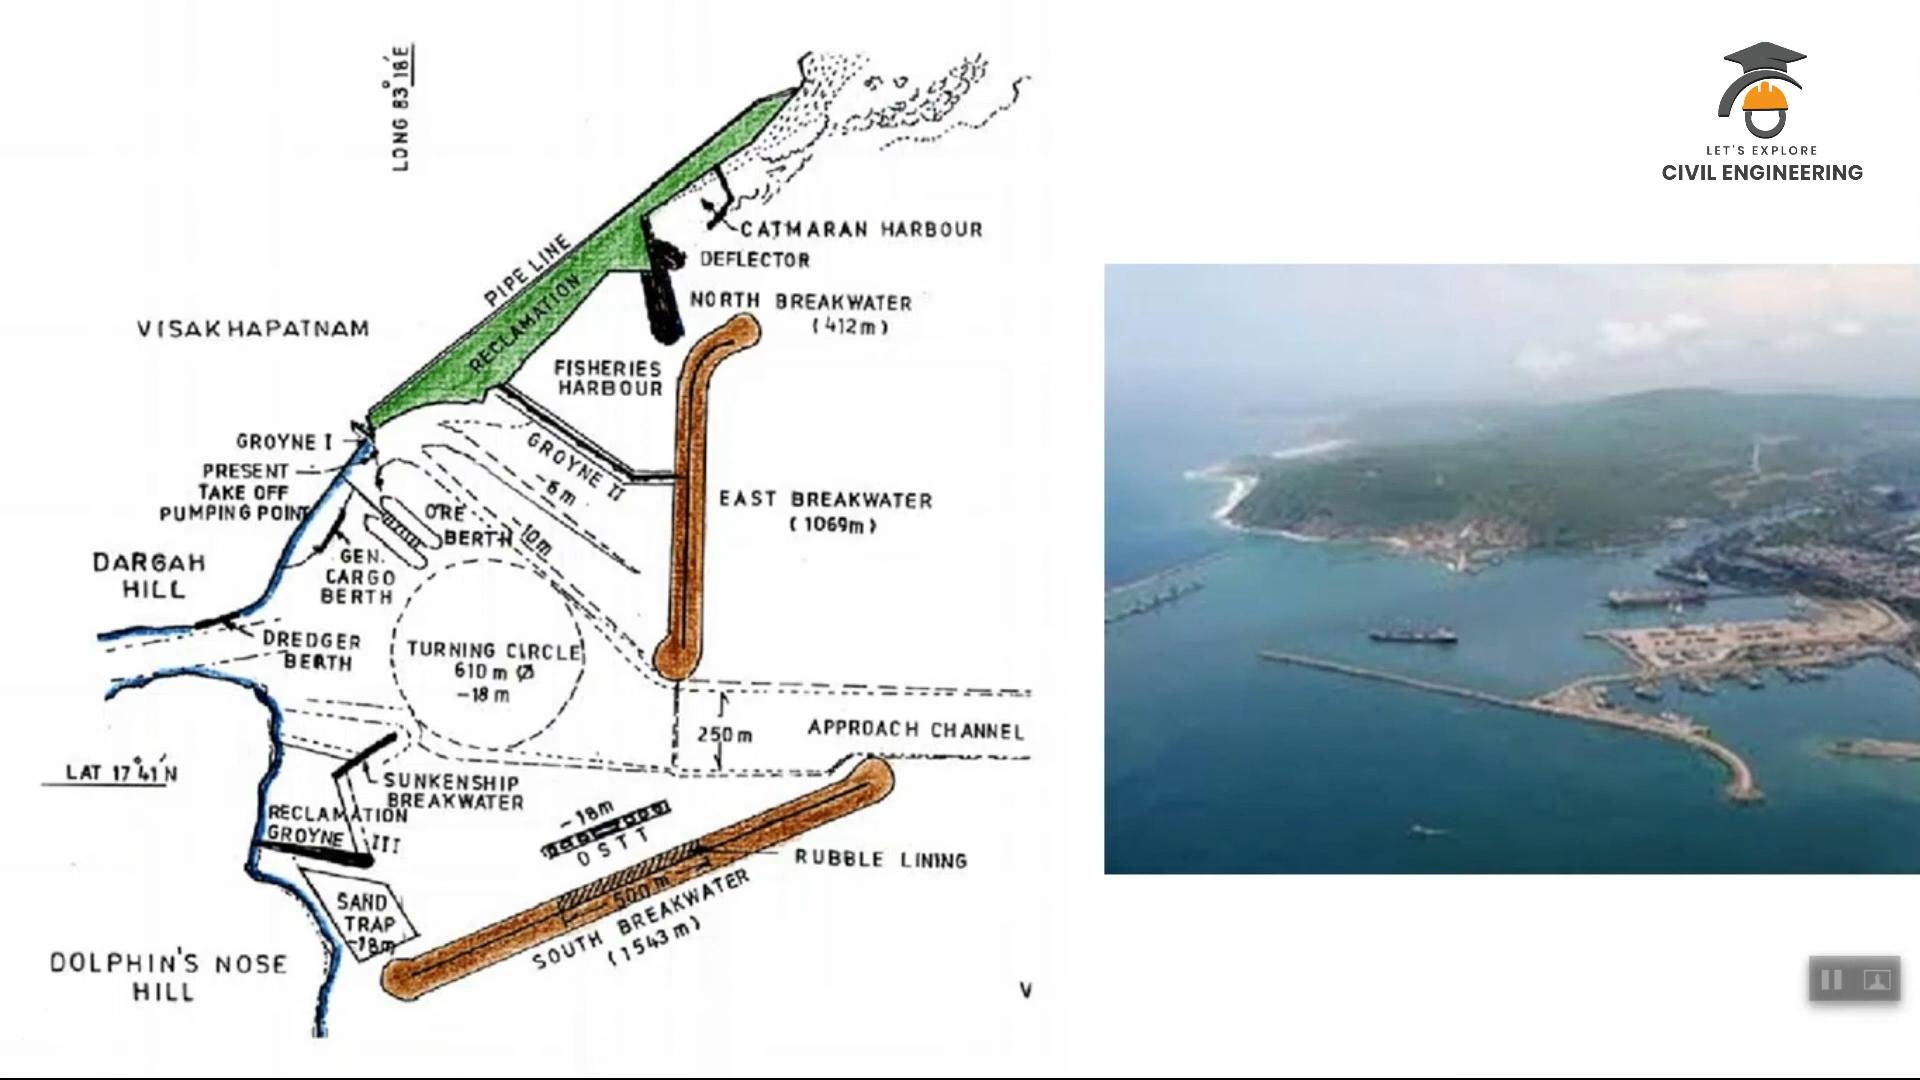 LONG 83°18'E
LET'S EXPLORE
CIVIL ENGINEERING
CATMARAN HARBOUR
DEFLECTOR
PIPE LINE
RECLAMATION
NORTH BREAKWATER
(412m)
VISAKHAPATNAM
FISHERIES
HARBOUR
GROYNE I
GROYNE II
PRESENT
TAKE OFF
PUMPING POINT
-6m
EAST BREAKWATER
(1069m)
ORE
BERTH
10m
GEN.
CARGO
BERTH
DARGAH
HILL
DREDGER
BERTH
TURNING CIRCLE
610 m Ø
-18 m
250m
APPROACH CHANNEL
LAT 17°41'N
SUNKENSHIP
BREAKWATER
RECLAMATION
GROYNE III
-18m
OSTT
RUBBLE LINING
500 m
SOUTH BREAKWATER
(1543 m)
SAND
TRAP
-18m
DOLPHIN'S NOSE
HILL
V